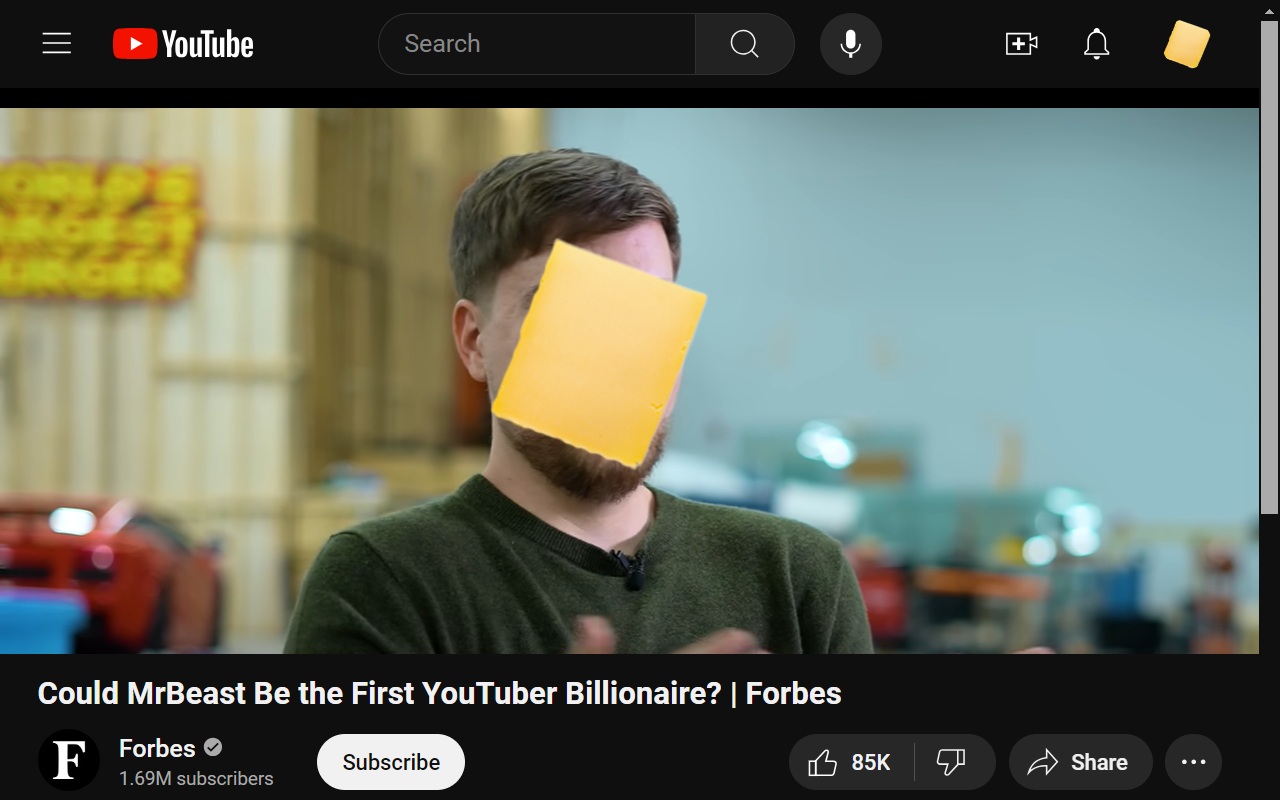 YouTube
Search
Could MrBeast Be the First YouTuber Billionaire? | Forbes
F
Forbes
1.69M subscribers
Subscribe
85K
Share